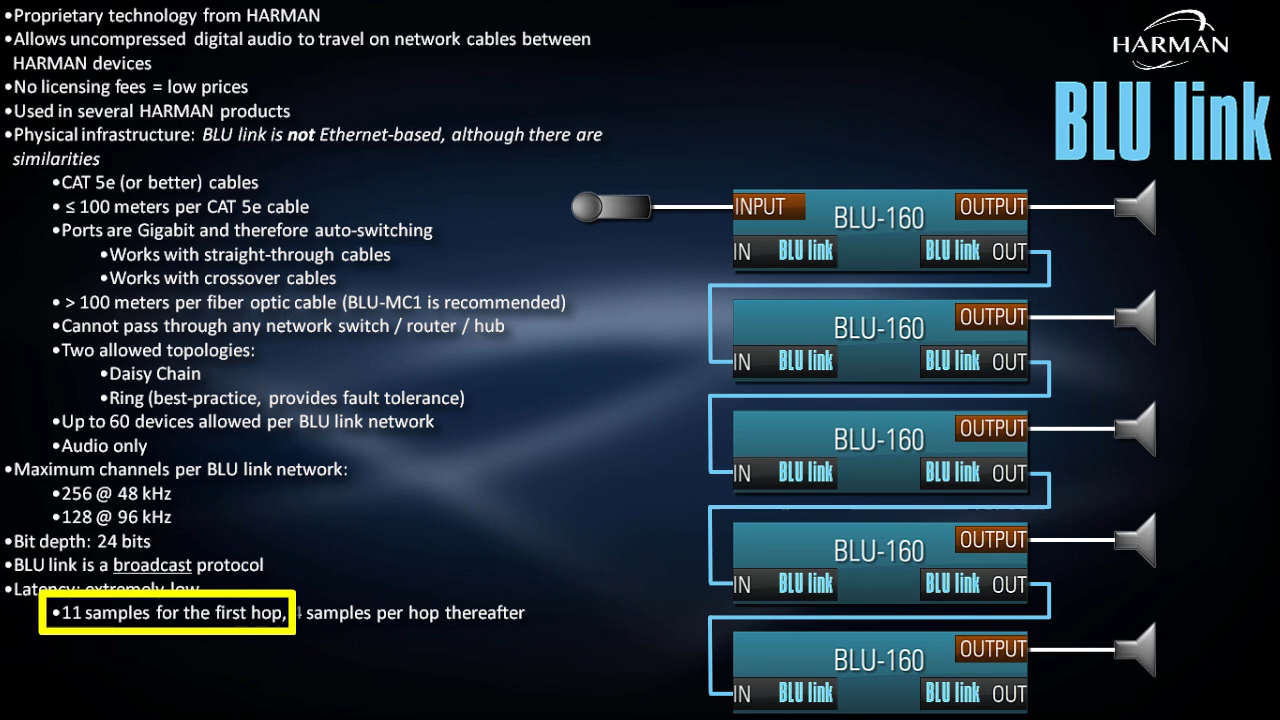 •Proprietary technology from HARMAN
•Allows uncompressed digital audio to travel on network cables between
HARMAN devices
•No licensing fees = low prices
•Used in several HARMAN products
•Physical infrastructure: BLU link is not Ethernet-based, although there are
similarities
•CAT 5e (or better) cables
• ≤ 100 meters per CAT 5e cable
•Ports are Gigabit and therefore auto-switching
•Works with straight-through cables
•Works with crossover cables
• > 100 meters per fiber optic cable (BLU-MC1 is recommended)
•Cannot pass through any network switch / router / hub
•Two allowed topologies:
•Daisy Chain
•Ring (best-practice, provides fault tolerance)
•Up to 60 devices allowed per BLU link network
•Audio only
•Maximum channels per BLU link network:
•256 @ 48 kHz
•128 @ 96 kHz
•Bit depth: 24 bits
•BLU link is a broadcast protocol
•Latency: extremely low
•11 samples for the first hop, 4 samples per hop thereafter
HARMAN
BLU link
INPUT BLU-160 OUTPUT
IN BLU link BLU link OUT
BLU-160 OUTPUT
IN BLU link BLU link OUT
BLU-160 OUTPUT
IN BLU link BLU link OUT
BLU-160 OUTPUT
IN BLU link BLU link OUT
BLU-160 OUTPUT
IN BLU link BLU link OUT